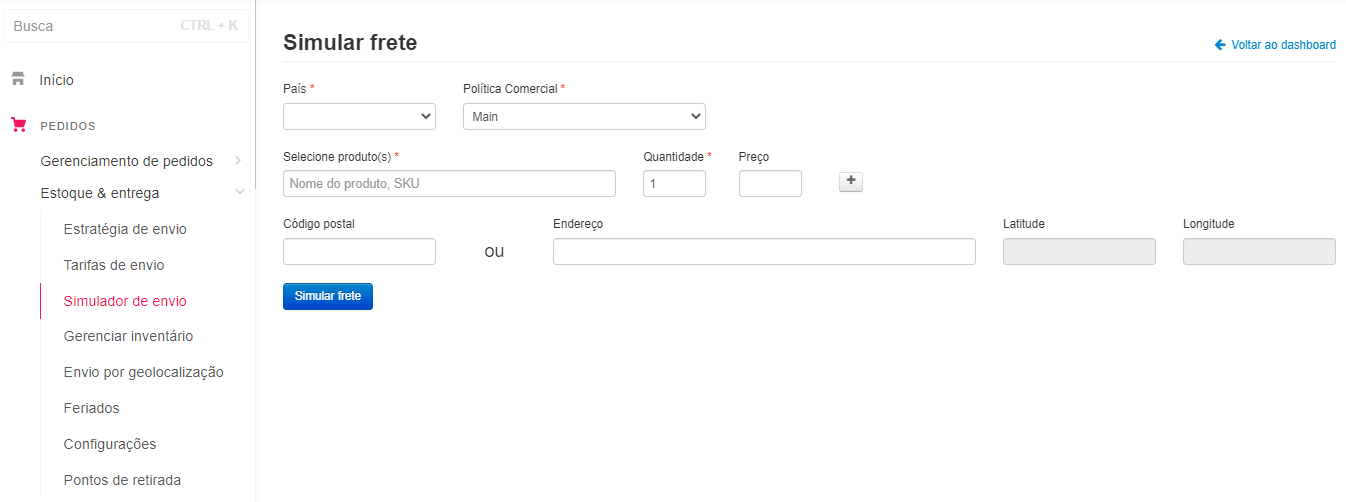 Busca CTRL + K
Início
PEDIDOS
Gerenciamento de pedidos
Estoque & entrega
Estratégia de envio
Tarifas de envio
Simulador de envio
Gerenciar inventário
Envio por geolocalização
Feriados
Configurações
Pontos de retirada
Simular frete
Voltar ao dashboard
País * Política Comercial *
Main
Selecione produto(s) * Quantidade * Preço
Nome do produto, SKU 1 +
Código postal ou Endereço Latitude Longitude
Simular frete